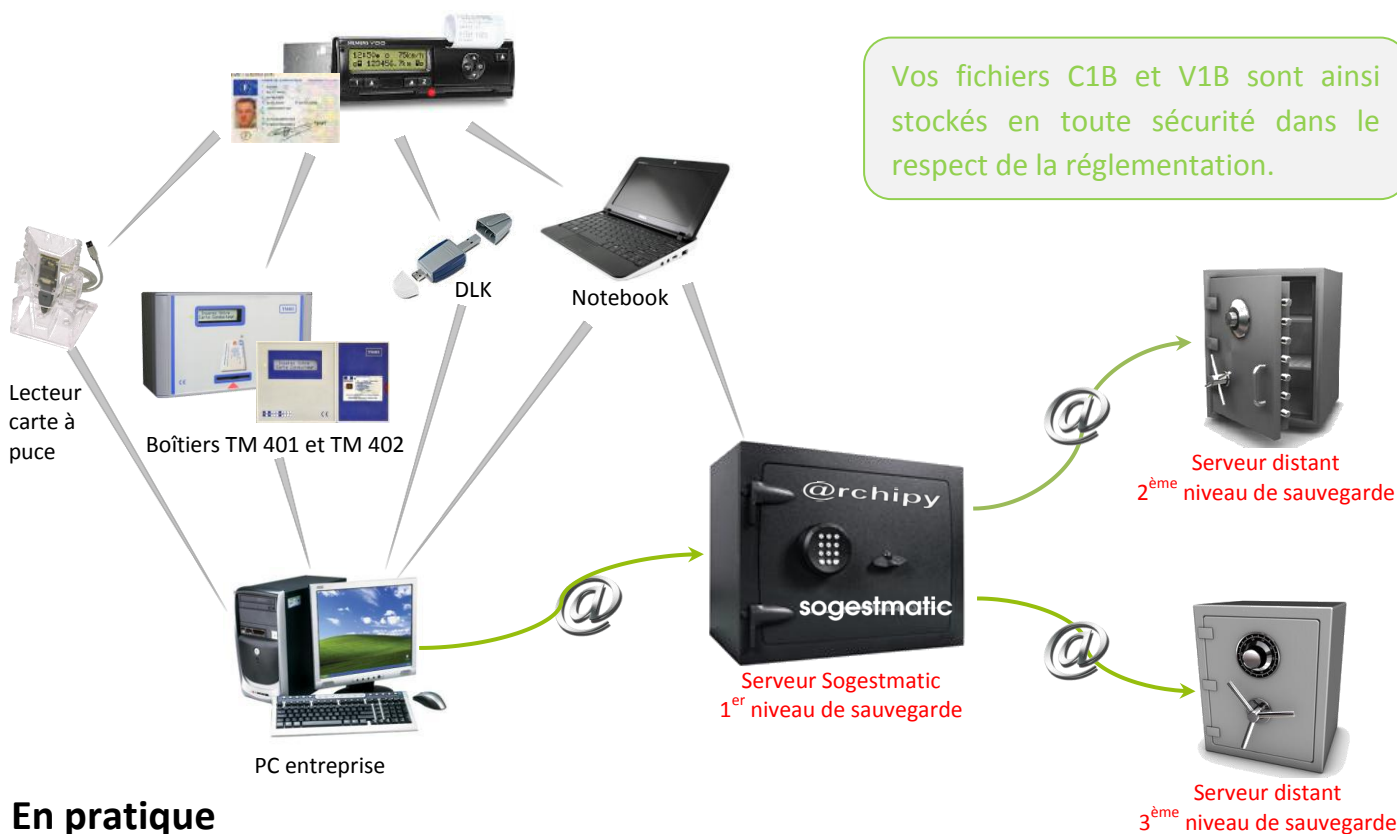 SIEMENS VDO
Vos fichiers C1B et V1B sont ainsi
stockés en toute sécurité dans le
respect de la réglementation.
DLK
Notebook
Lecteur
carte à
puce
Boîtiers TM 401 et TM 402
@rchipy
sogestmatic
Serveur distant
2ème niveau de sauvegarde
Serveur Sogestmatic
1er niveau de sauvegarde
PC entreprise
Serveur distant
3ème niveau de sauvegarde
En pratique